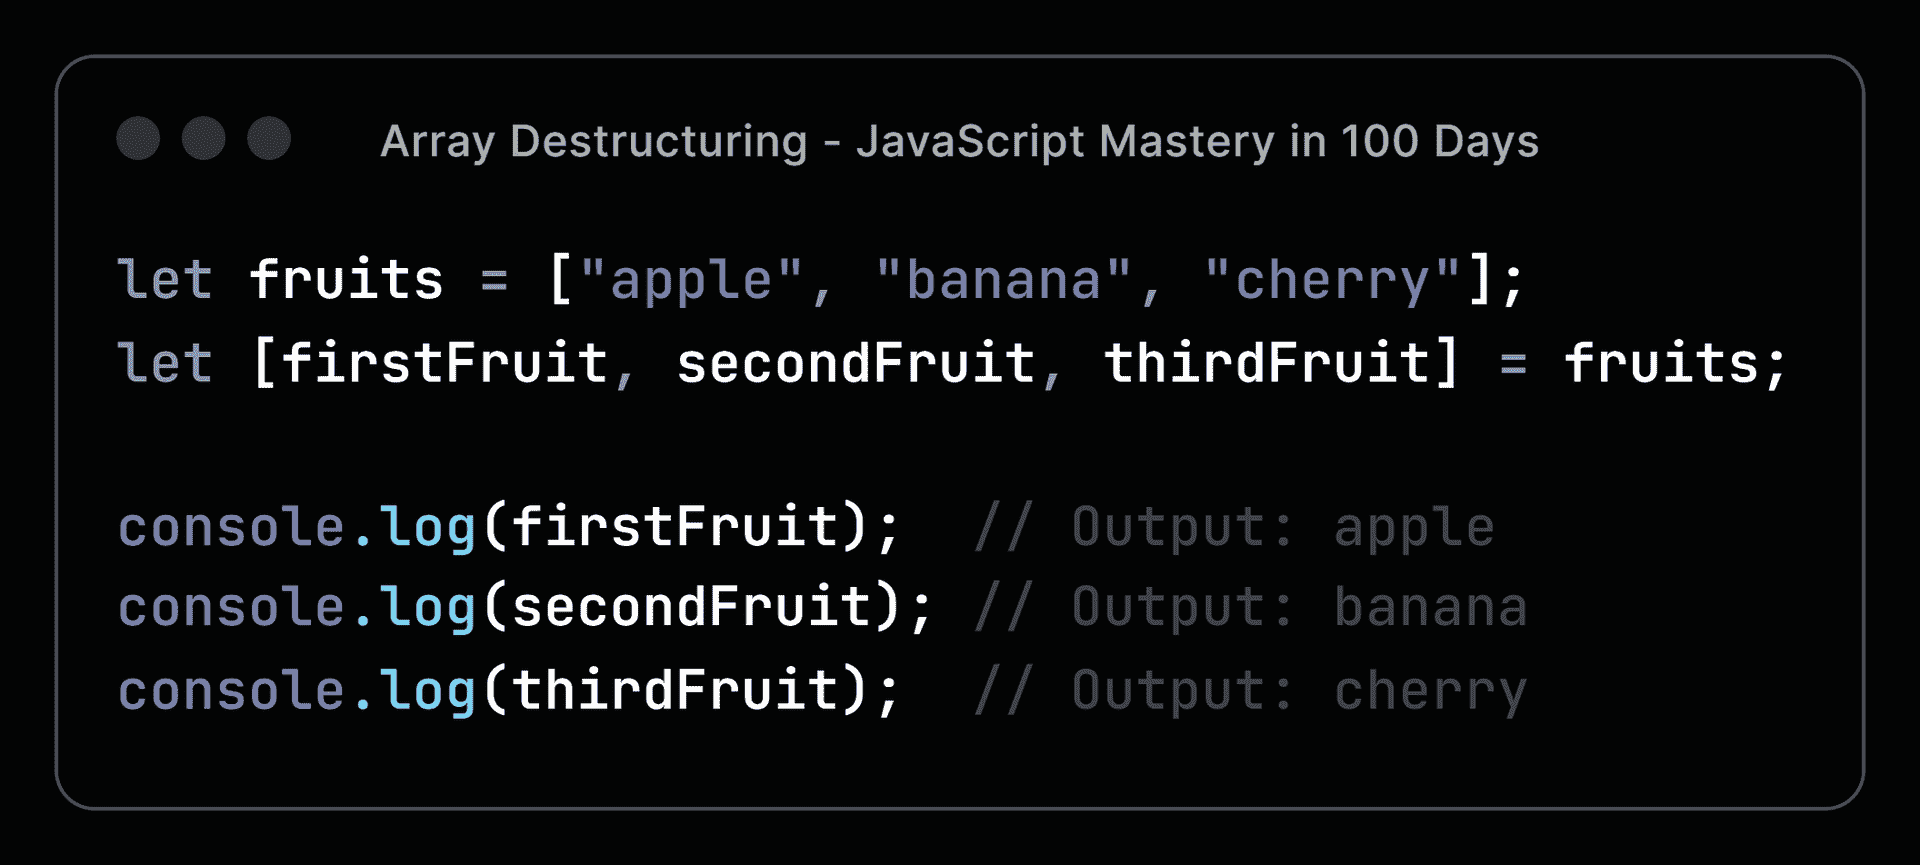 Array Destructuring - JavaScript Mastery in 100 Days
let fruits = ["apple", "banana", "cherry"];
let [firstFruit, secondFruit, thirdFruit] = fruits;
console.log(firstFruit);  // Output: apple
console.log(secondFruit); // Output: banana
console.log(thirdFruit);  // Output: cherry